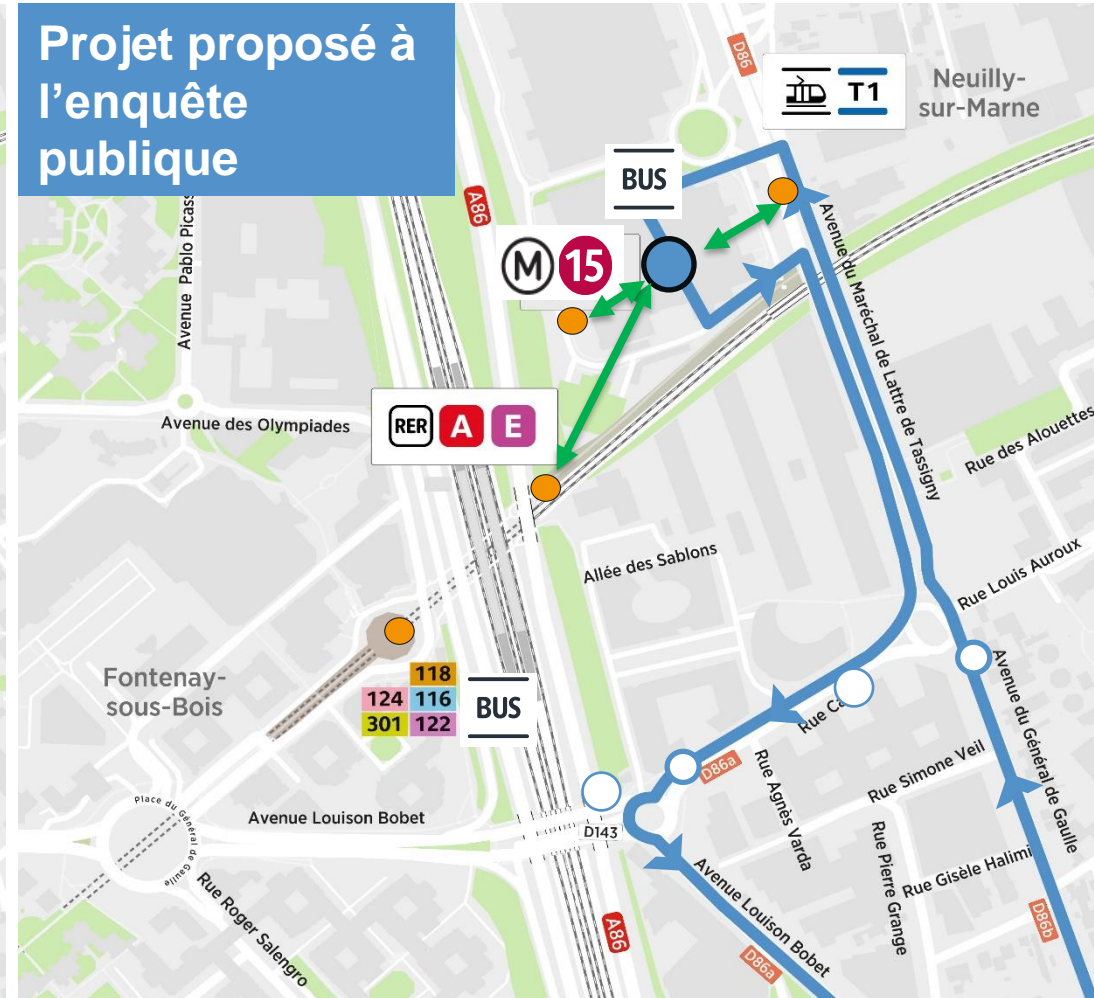 Projet proposé à
l’enquête
publique
D86
T1
Neuilly-
sur-Marne
BUS
A86
Avenue Pablo Picass
M 15
Avenue du Maréchal de Lattre de Tassigny
RER A E
Avenue des Olympiades
Rue des Alouettes
Allée des Sablons
Rue Louis Auroux
Fontenay-
sous-Bois
118
124 116
301 122
BUS
Rue Ca
D86a
Rue Simone Veil
Avenue du Général de Gaulle
Rue Agnès Varda
Place du Général de Gaulle
Avenue Louison Bobet
D143
Rue Pierre Grange
Rue Gisèle Halimi
Rue Roger Salengro
Avenue Louison Bobet
A86
D86a
D86b